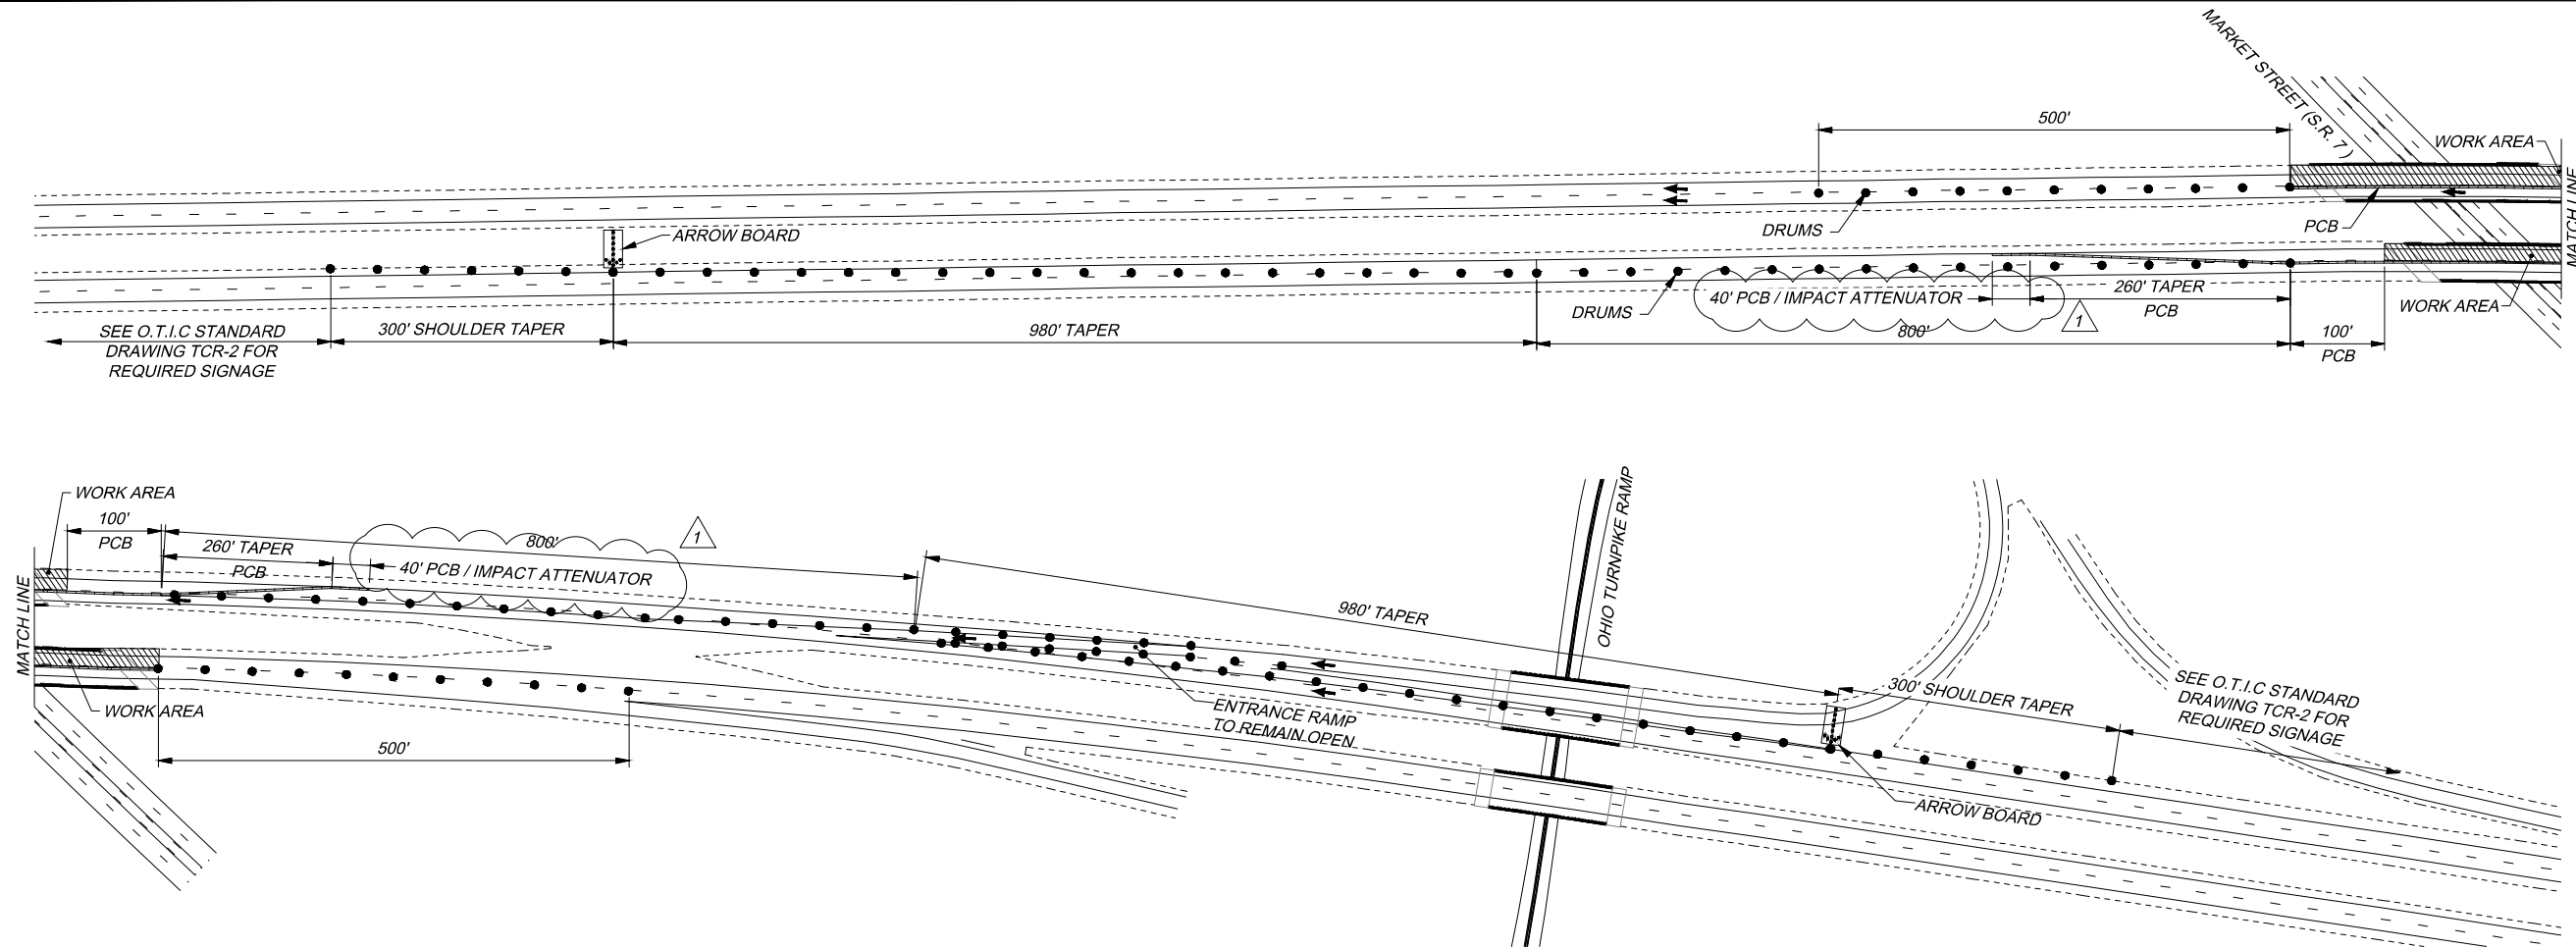 MARKET STREET (S.R. 7 )
500'
WORK AREA
MATCH LINE
DRUMS
PCB
ARROW BOARD
DRUMS
40' PCB / IMPACT ATTENUATOR
260' TAPER
PCB
1
WORK AREA
SEE O.T.I.C STANDARD
DRAWING TCR-2 FOR
REQUIRED SIGNAGE
300' SHOULDER TAPER
980' TAPER
800'
100'
PCB
WORK AREA
100'
PCB
MATCH LINE
260' TAPER
PCB
800'
40' PCB / IMPACT ATTENUATOR
1
980' TAPER
OHIO TURNPIKE RAMP
WORK AREA
500'
ENTRANCE RAMP
TO REMAIN OPEN
300' SHOULDER TAPER
SEE O.T.I.C STANDARD
DRAWING TCR-2 FOR
REQUIRED SIGNAGE
ARROW BOARD